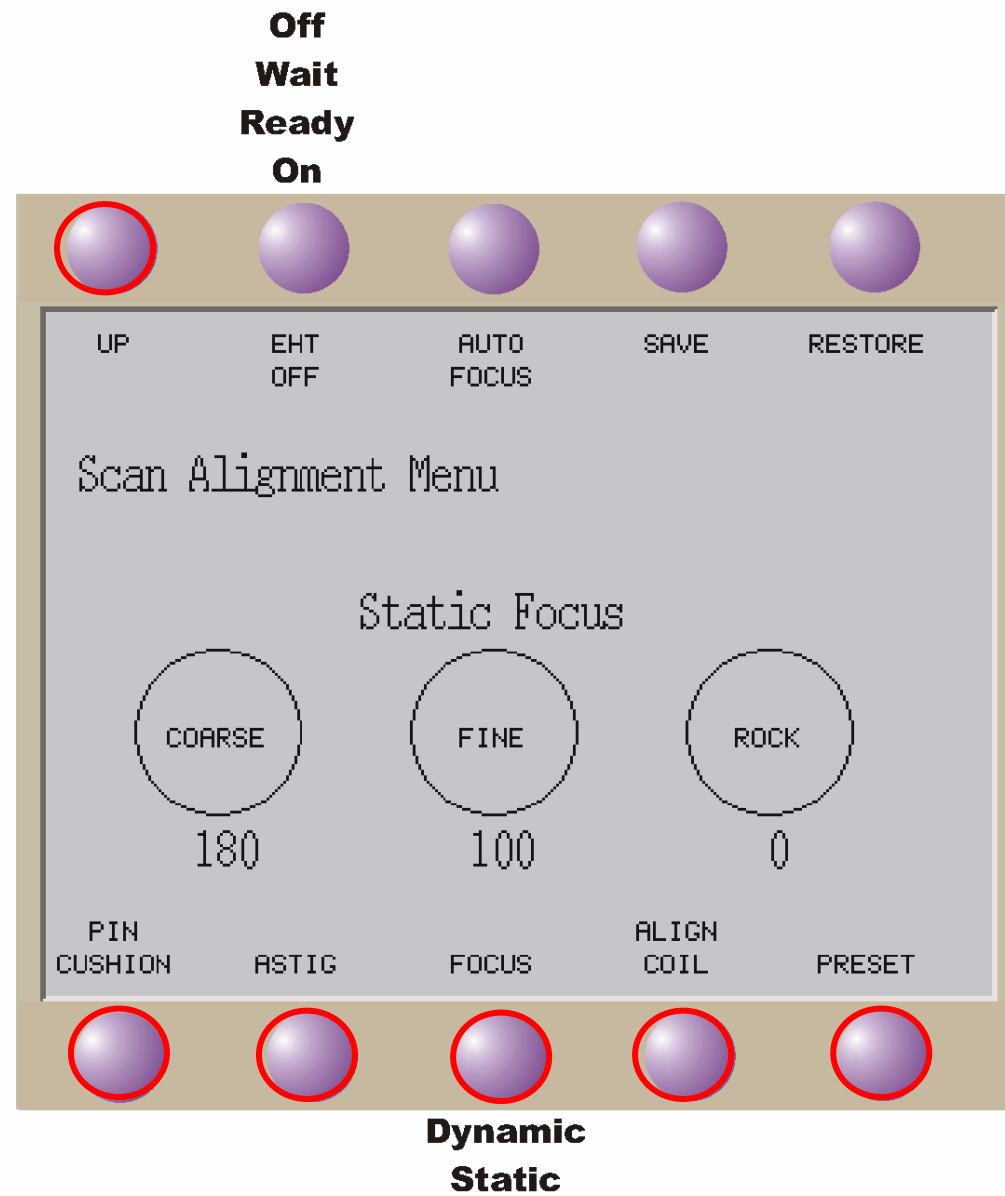 Off
Wait
Ready
On
UP EHT OFF AUTO FOCUS SAVE RESTORE
Scan Alignment Menu
Static Focus
COARSE FINE ROCK
180 100 0
PIN CUSHION ASTIG FOCUS ALIGN COIL PRESET
Dynamic
Static